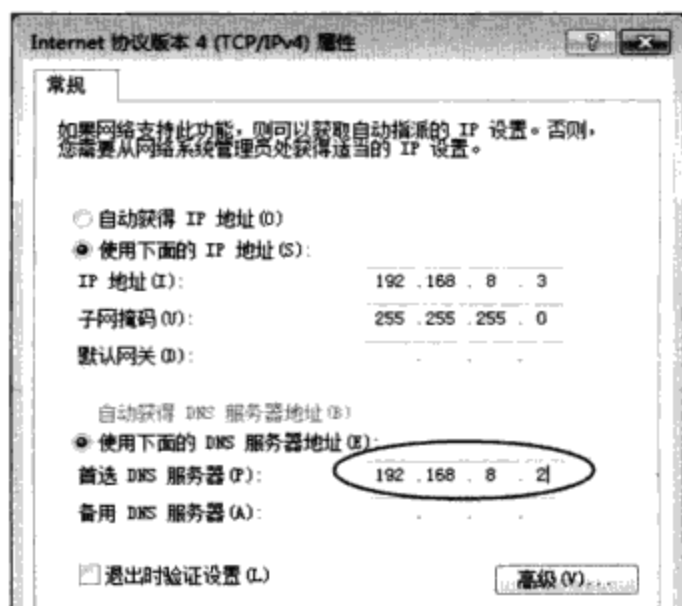 Internet 协议版本 4 (TCP/IPv4) 属性
常规
如果网络支持此功能，则可以获取自动指派的 IP 设置。否则，
您需要从网络系统管理员处获得适当的 IP 设置。
自动获得 IP 地址(O)
使用下面的 IP 地址(S):
IP 地址(I): 192 .168 . 8 . 3
子网掩码(U): 255 .255 .255 . 0
默认网关(D): . . .
自动获得 DNS 服务器地址(B)
使用下面的 DNS 服务器地址(E):
首选 DNS 服务器(P): 192 .168 . 8 . 2
备用 DNS 服务器(A): . . .
退出时验证设置(L)
高级(V)...